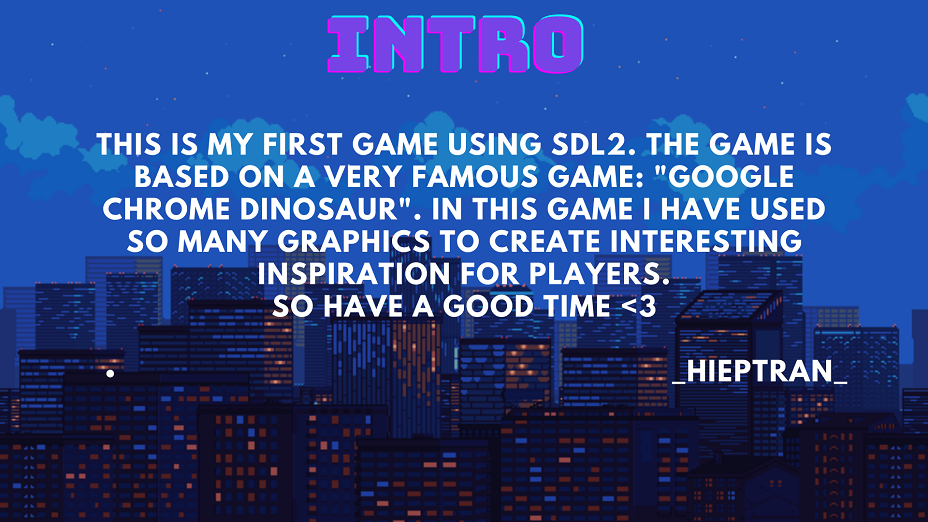 INTRO
THIS IS MY FIRST GAME USING SDL2. THE GAME IS
BASED ON A VERY FAMOUS GAME: "GOOGLE
CHROME DINOSAUR". IN THIS GAME I HAVE USED
SO MANY GRAPHICS TO CREATE INTERESTING
INSPIRATION FOR PLAYERS.
SO HAVE A GOOD TIME <3
• _HIEPTRAN_